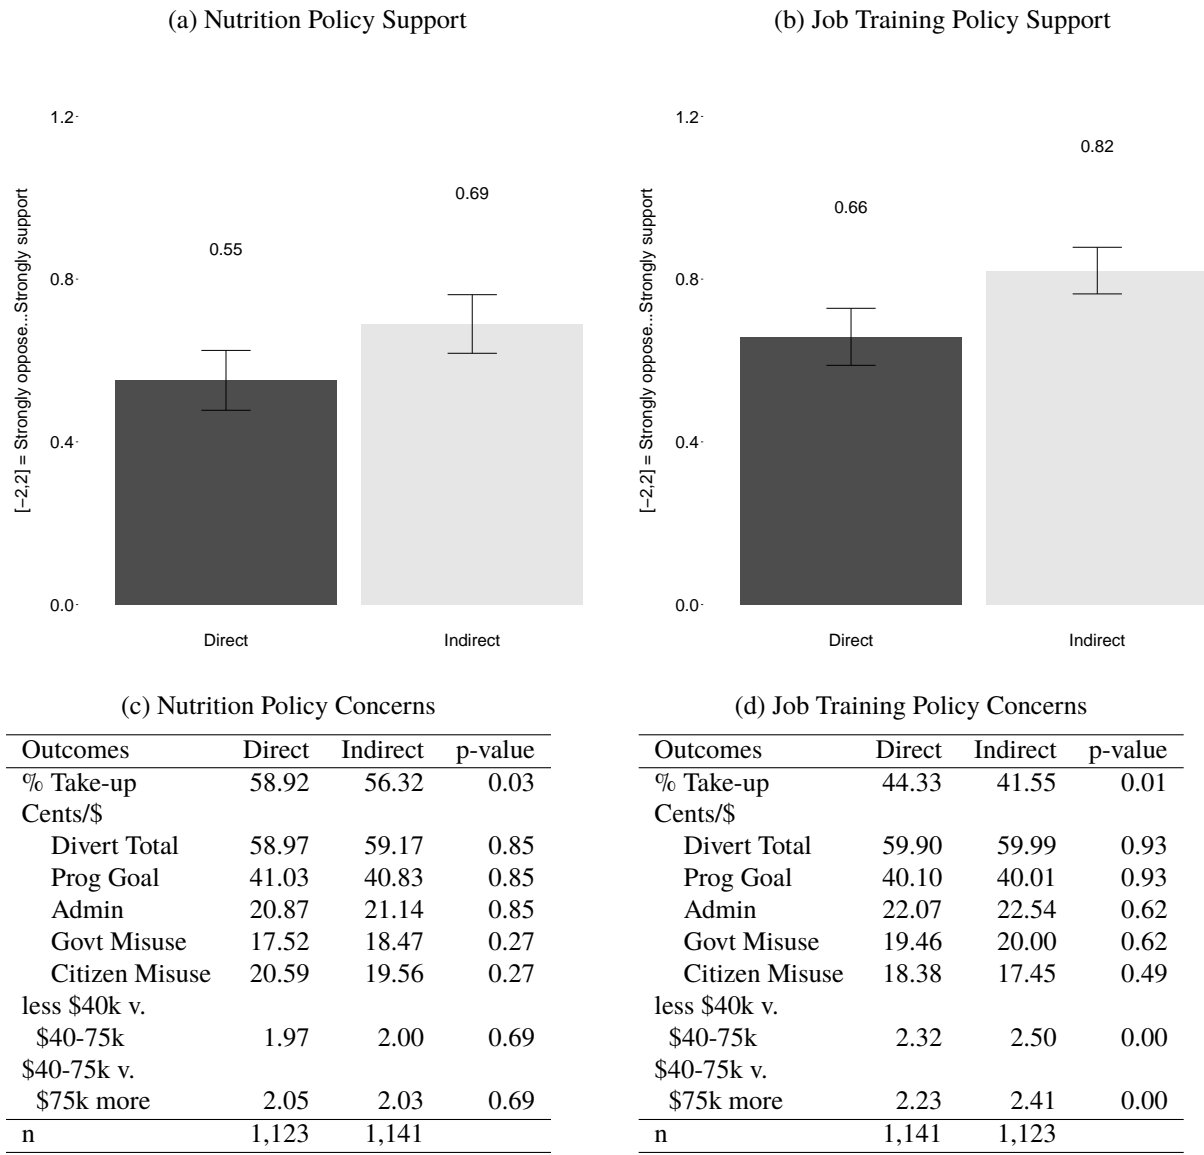 (a) Nutrition Policy Support
[−2,2] = Strongly oppose...Strongly support
1.2
0.8
0.4
0.0
0.55
0.69
Direct Indirect
(b) Job Training Policy Support
[−2,2] = Strongly oppose...Strongly support
1.2
0.8
0.4
0.0
0.66
0.82
Direct Indirect
(c) Nutrition Policy Concerns
Outcomes Direct Indirect p-value
% Take-up 58.92 56.32 0.03
Cents/$
Divert Total 58.97 59.17 0.85
Prog Goal 41.03 40.83 0.85
Admin 20.87 21.14 0.85
Govt Misuse 17.52 18.47 0.27
Citizen Misuse 20.59 19.56 0.27
less $40k v.
$40-75k 1.97 2.00 0.69
$40-75k v.
$75k more 2.05 2.03 0.69
n 1,123 1,141
(d) Job Training Policy Concerns
Outcomes Direct Indirect p-value
% Take-up 44.33 41.55 0.01
Cents/$
Divert Total 59.90 59.99 0.93
Prog Goal 40.10 40.01 0.93
Admin 22.07 22.54 0.62
Govt Misuse 19.46 20.00 0.62
Citizen Misuse 18.38 17.45 0.49
less $40k v.
$40-75k 2.32 2.50 0.00
$40-75k v.
$75k more 2.23 2.41 0.00
n 1,141 1,123